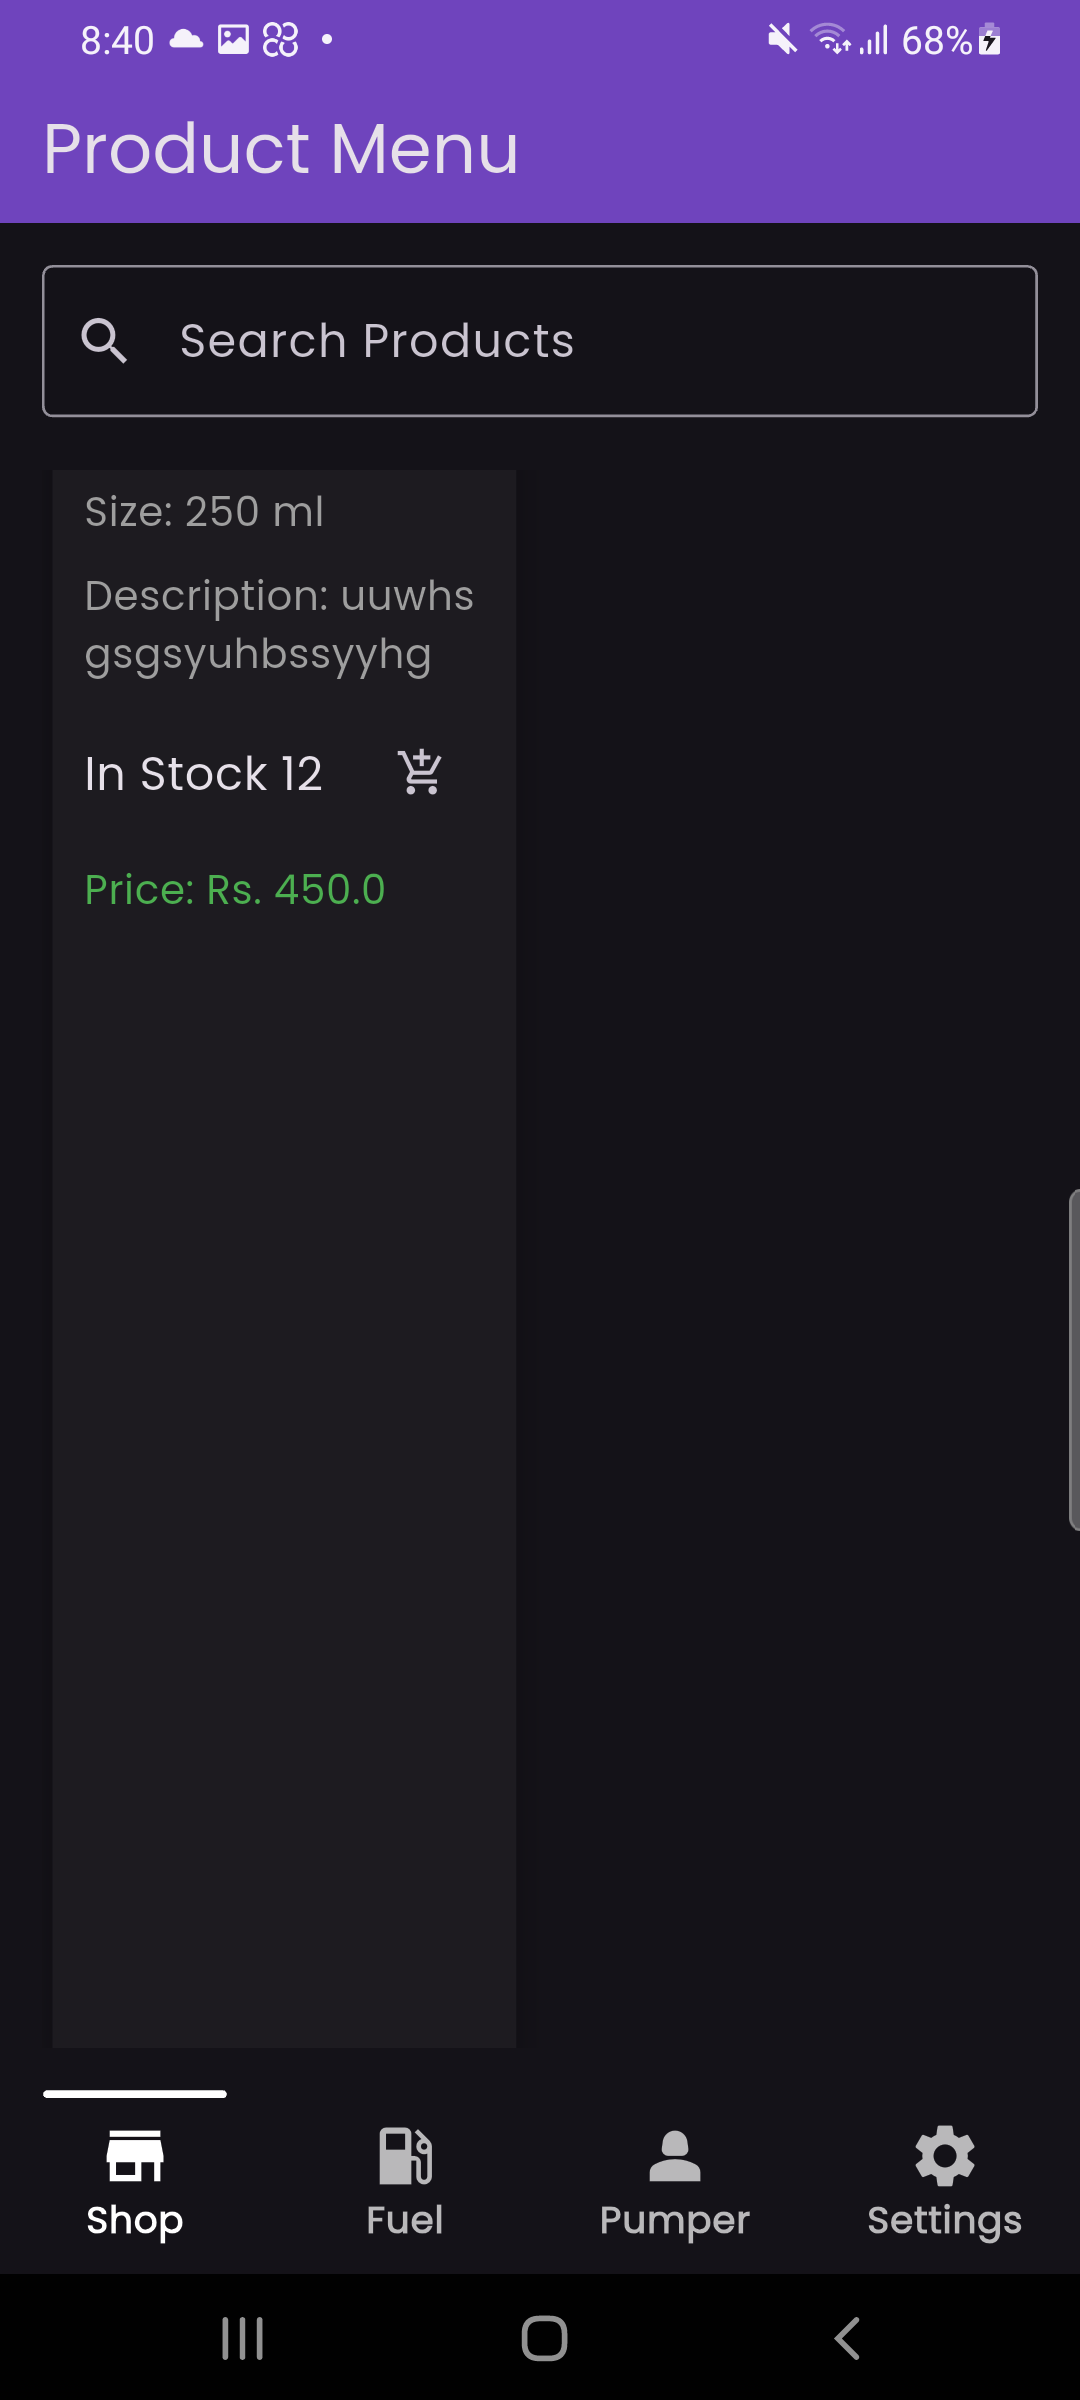 8:40 68%
Product Menu
Search Products
Size: 250 ml
Description: uuwhs
gsgsyuhbssyyhg
In Stock 12
Price: Rs. 450.0
Shop Fuel Pumper Settings